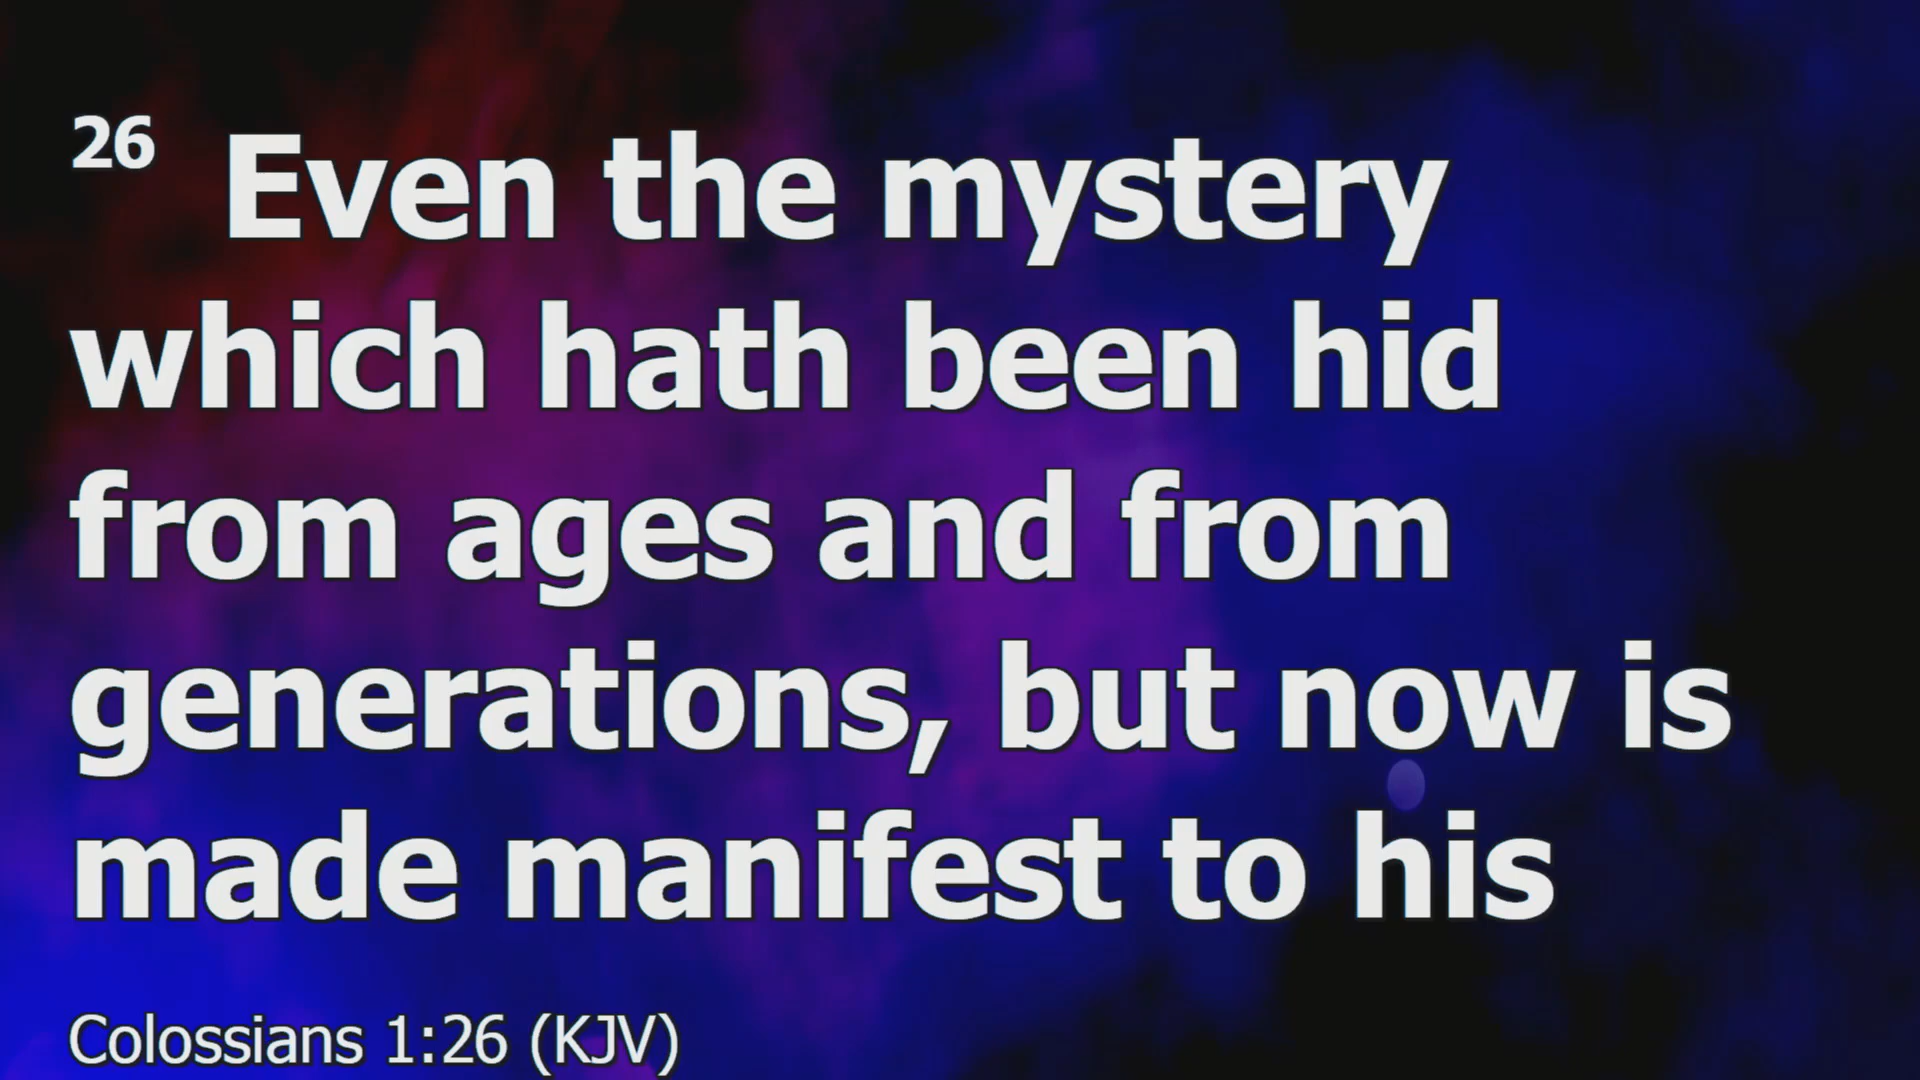 26 Even the mystery
which hath been hid
from ages and from
generations, but now is
made manifest to his
Colossians 1:26 (KJV)